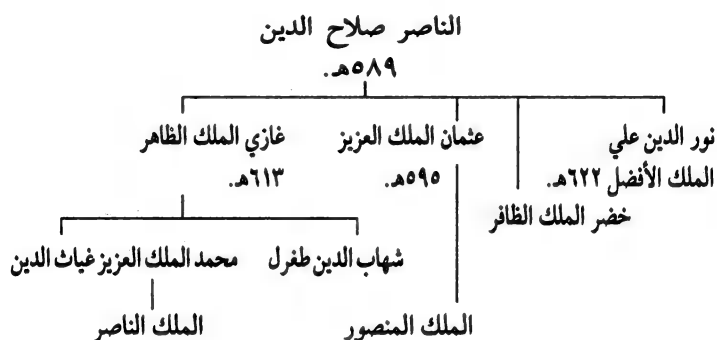 الناصر صلاح الدين
٥٨٩هـ.
نور الدين علي
الملك الأفضل ٦٢٢هـ.
خضر الملك الظافر
عثمان الملك العزيز
٥٩٥هـ.
غازي الملك الظاهر
٦١٣هـ.
شهاب الدين طغرل
محمد الملك العزيز غياث الدين
الملك المنصور
الملك الناصر